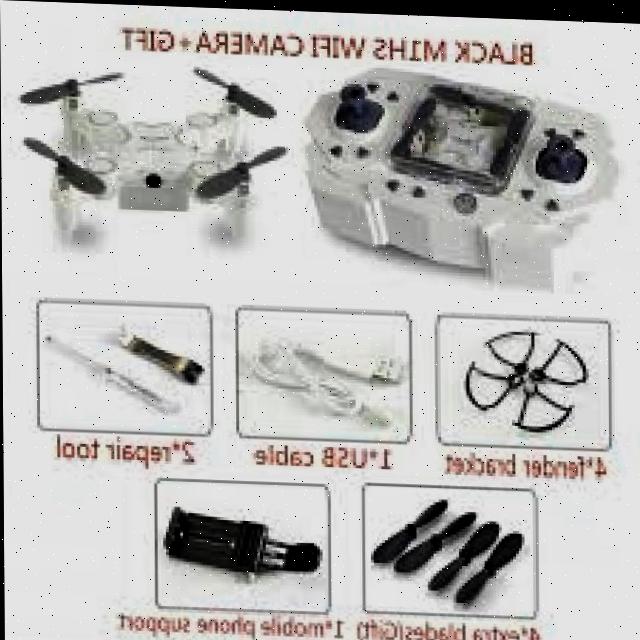 BLACK M1HS WIFI CAMERA+GIFT
4*fender bracket
1*USB cable
2*repair tool
4*extra blades(Gift)
1*mobile phone support